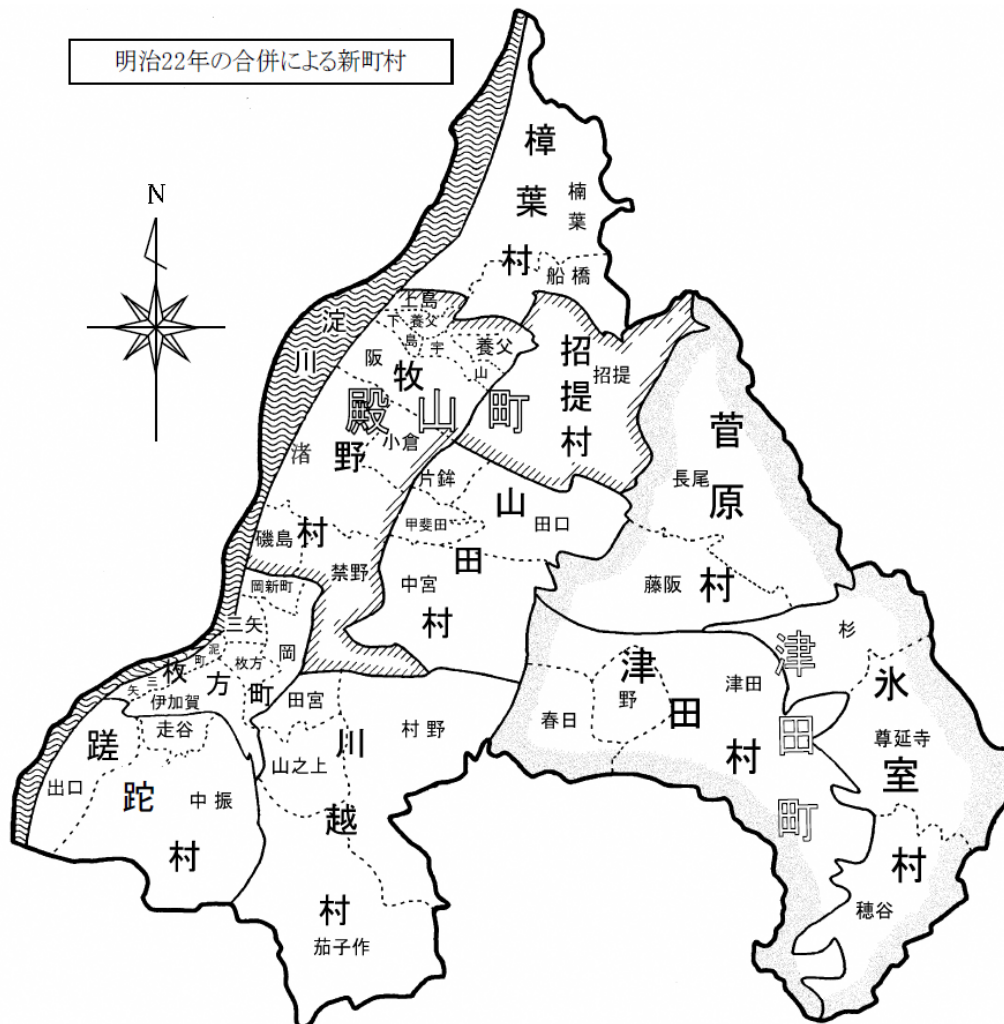 明治22年の合併による新町村
N
樟葉村
楠葉
船橋
淀川
上島
下島
養父
宇山
養父
阪
牧野村
殿山町
小倉
渚
磯島
禁野
招提村
招提
片鉾
甲斐田
田口
中宮
山田村
菅原村
長尾
藤阪
岡新町
三矢
泥町
枚方
岡
三矢
伊加賀
枚方町
走谷
出口
中振
蹉跎村
田宮
村野
山之上
川越村
茄子作
津田村
春日
野
津田
津田町
杉
氷室村
尊延寺
穂谷